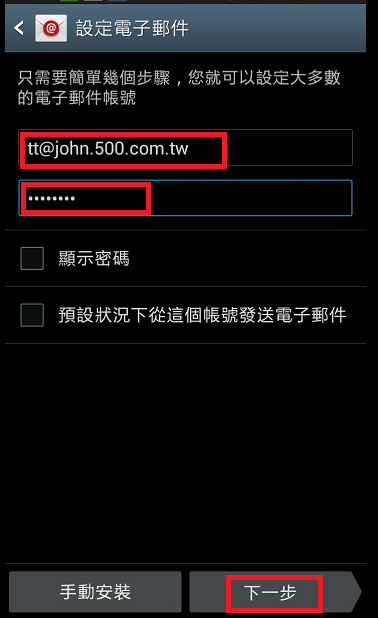 設定電子郵件
只需要簡單幾個步驟，您就可以設定大多數
的電子郵件帳號
tt@john.500.com.tw
••••••••
顯示密碼
預設狀況下從這個帳號發送電子郵件
手動安裝
下一步